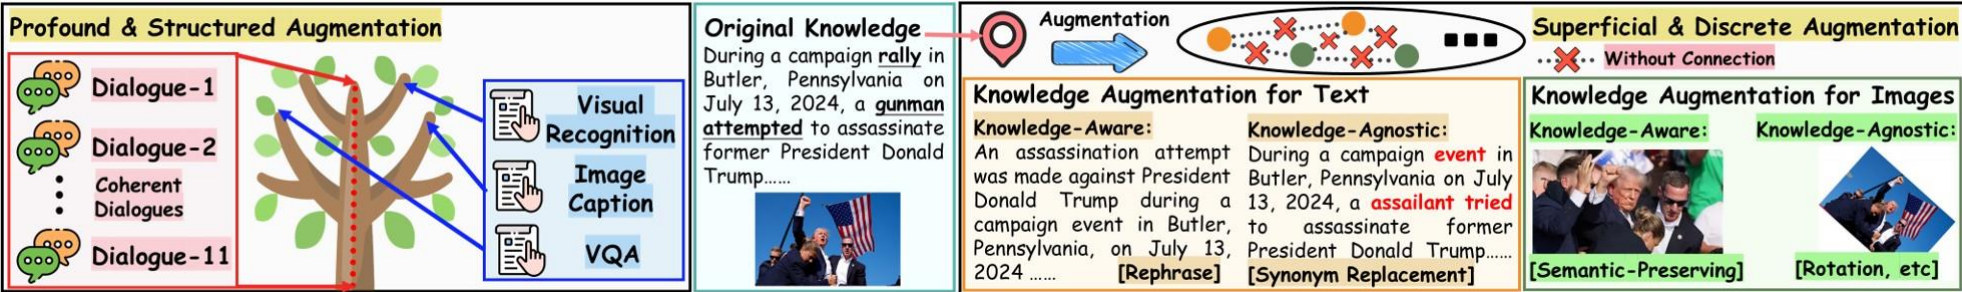 Profound & Structured Augmentation
Dialogue-1
Dialogue-2
Coherent
Dialogues
Dialogue-11
Visual
Recognition
Image
Caption
VQA
Original Knowledge
During a campaign rally in
Butler, Pennsylvania on
July 13, 2024, a gunman
attempted to assassinate
former President Donald
Trump......
Augmentation
Superficial & Discrete Augmentation
Without Connection
Knowledge Augmentation for Text
Knowledge-Aware:
An assassination attempt
was made against President
Donald Trump during a
campaign event in Butler,
Pennsylvania, on July 13,
2024 ......
[Rephrase]
Knowledge-Agnostic:
During a campaign event in
Butler, Pennsylvania on July
13, 2024, a assailant tried
to assassinate former
President Donald Trump......
[Synonym Replacement]
Knowledge Augmentation for Images
Knowledge-Aware:
[Semantic-Preserving]
Knowledge-Agnostic:
[Rotation, etc]